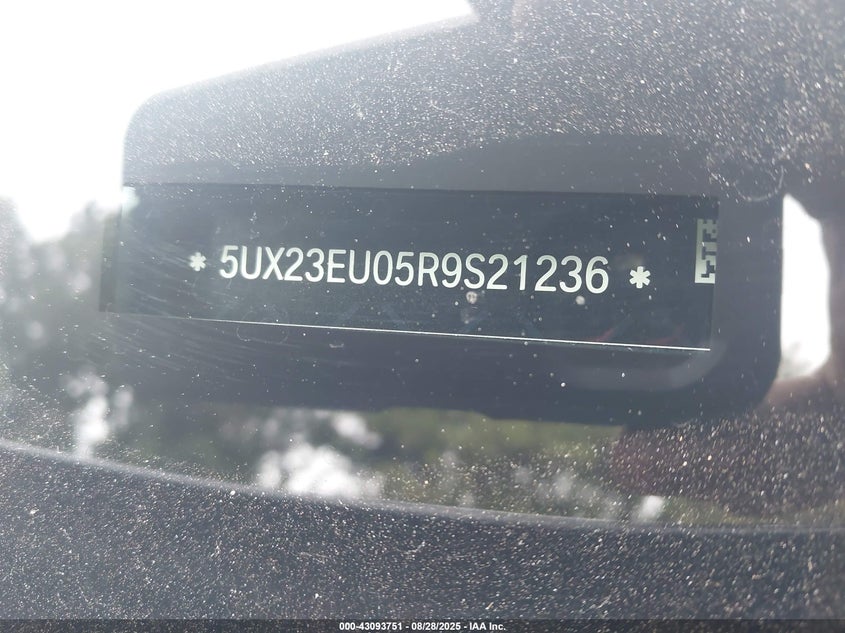 * 5UX23EU05R9S21236 *
000-43093751 - 08/28/2025 - IAA Inc.